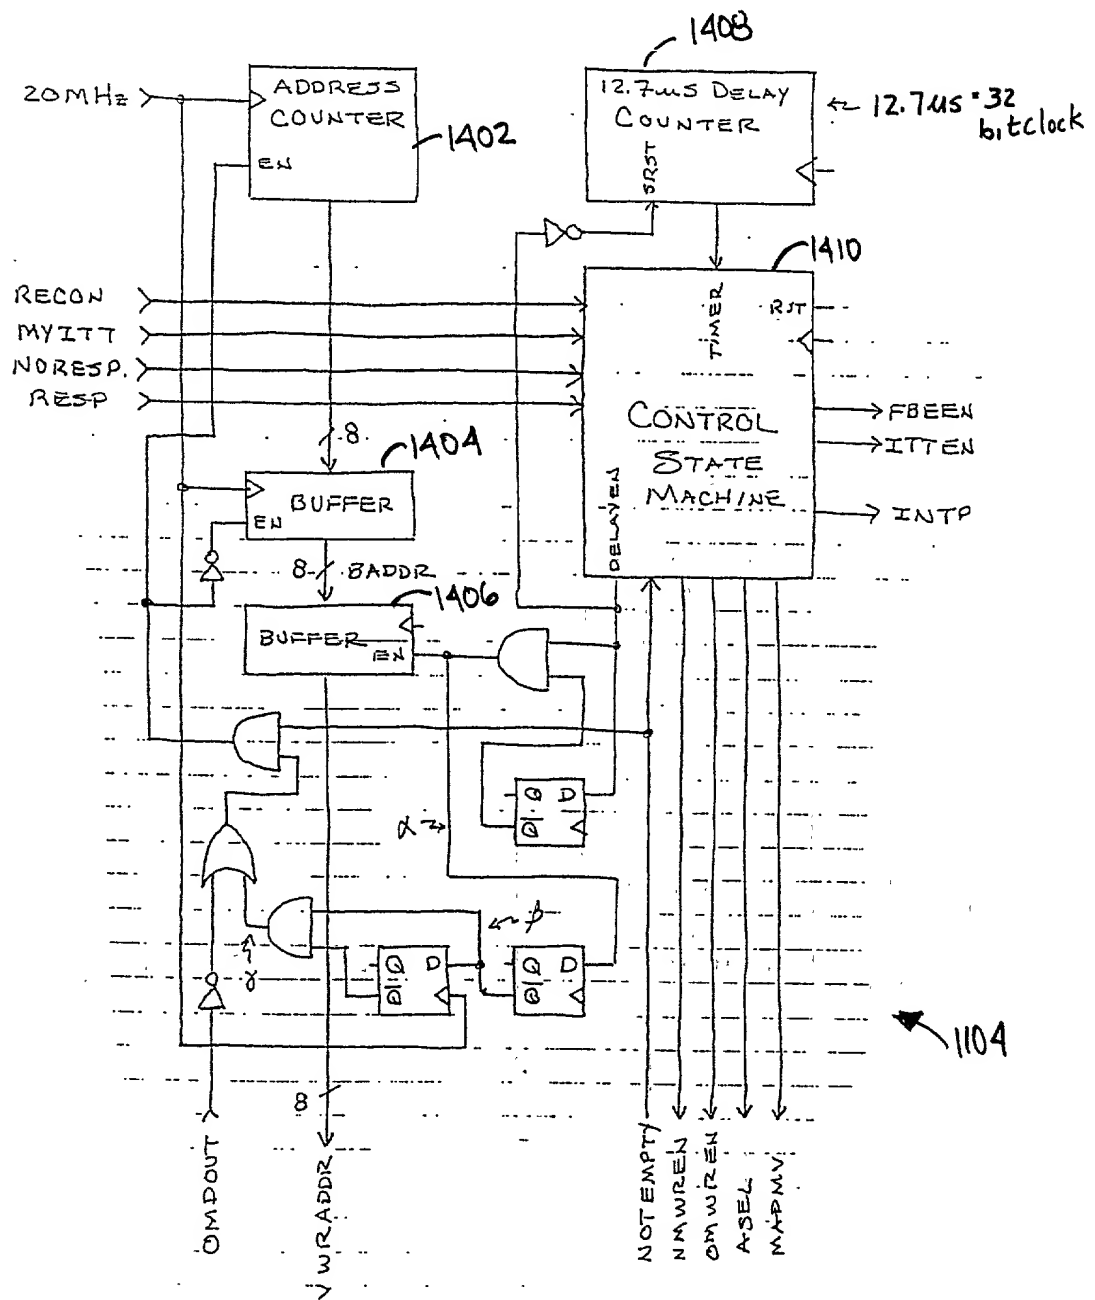 1408
20MHz
ADDRESS
COUNTER
1402
EN
12.7µS DELAY
COUNTER
SRST
← 12.7µs = 32
bitclock
1410
RECON
MYITT
NORESP.
RESP
TIMER
RST
CONTROL
STATE
MACHINE
DELAYEN
FBEEN
ITTEN
INTP
8
1404
BUFFER
EN
8
8ADDR
1406
BUFFER
EN
Q D
Q
α
β
γ
Q D
Q
Q D
Q
1104
8
OMDOUT
WRADDR
NOTEMPTY
NMWREN
OMWREN
ASEL
MAPMV